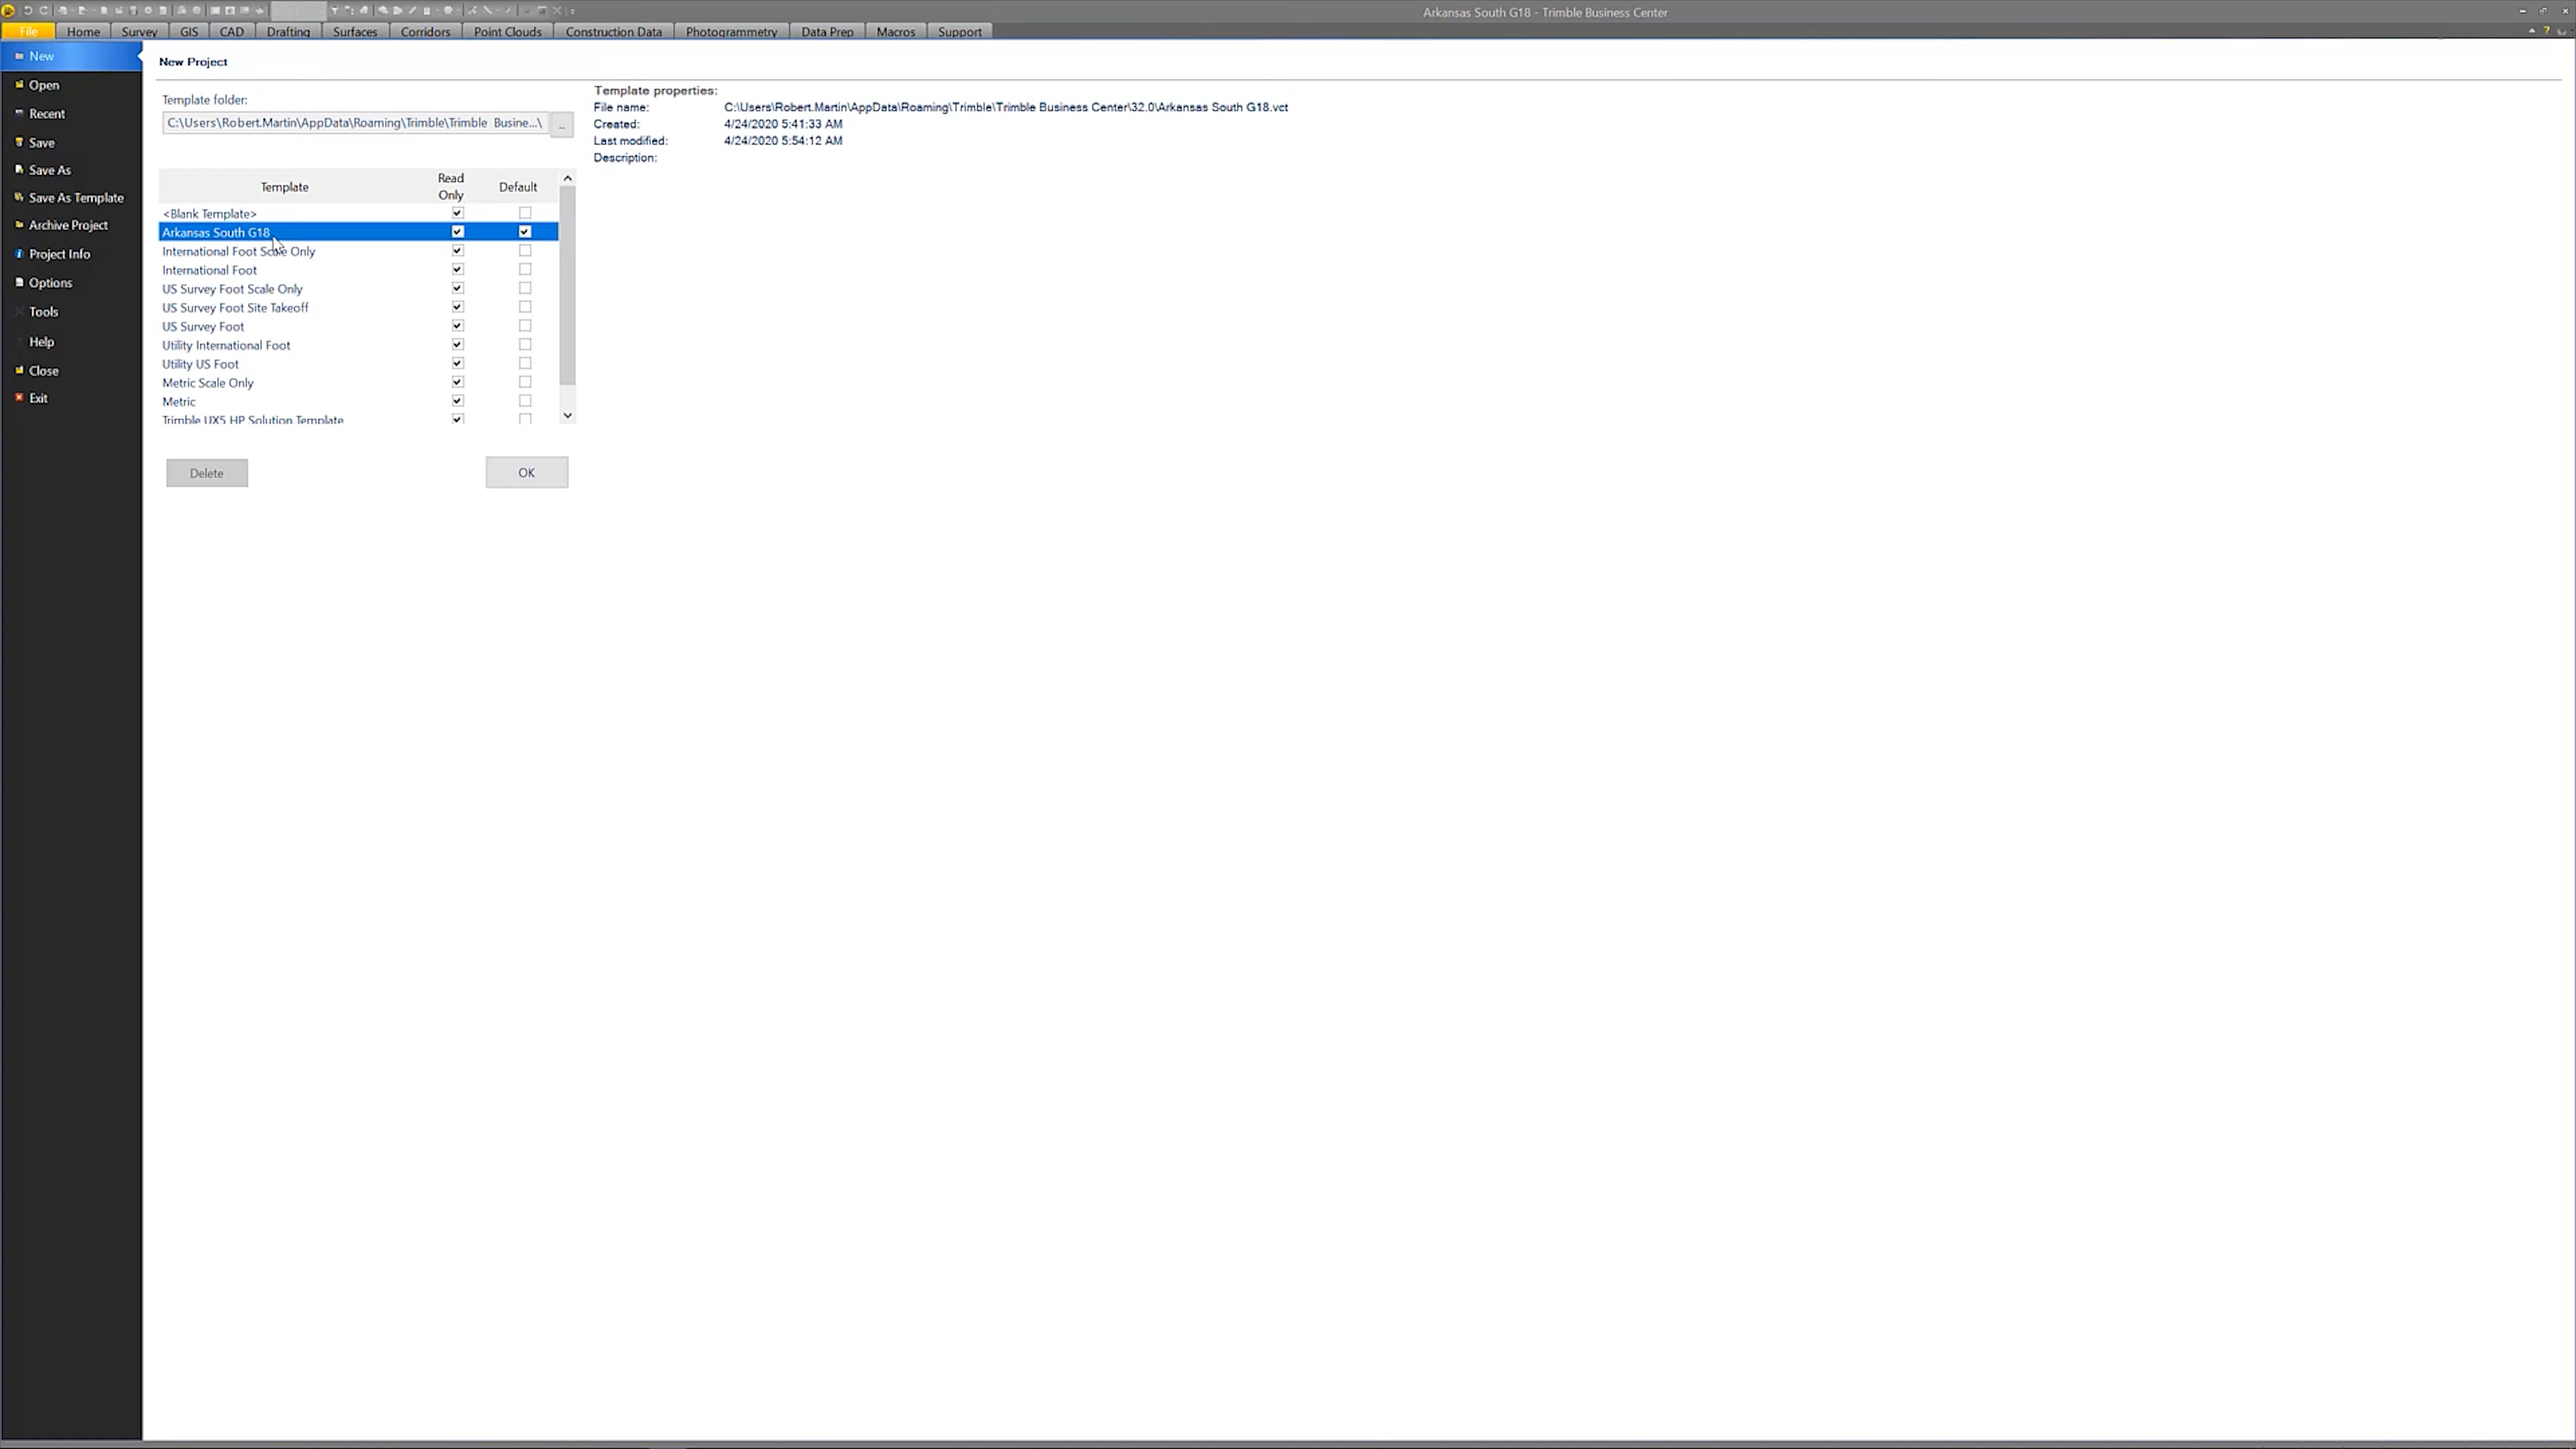 Arkansas South G18 - Trimble Business Center
File Home Survey GIS CAD Drafting Surfaces Corridors Point Clouds Construction Data Photogrammetry Data Prep Macros Support
New
Open
Recent
Save
Save As
Save As Template
Archive Project
Project Info
Options
Tools
Help
Close
Exit
New Project
Template folder:
C:\Users\Robert.Martin\AppData\Roaming\Trimble\Trimble Busine...\
...
Template Read Only Default
<Blank Template>
Arkansas South G18
International Foot Scale Only
International Foot
US Survey Foot Scale Only
US Survey Foot Site Takeoff
US Survey Foot
Utility International Foot
Utility US Foot
Metric Scale Only
Metric
Trimble UX5 HP Solution Template
Delete OK
Template properties:
File name: C:\Users\Robert.Martin\AppData\Roaming\Trimble\Trimble Business Center\32.0\Arkansas South G18.vct
Created: 4/24/2020 5:41:33 AM
Last modified: 4/24/2020 5:54:12 AM
Description: